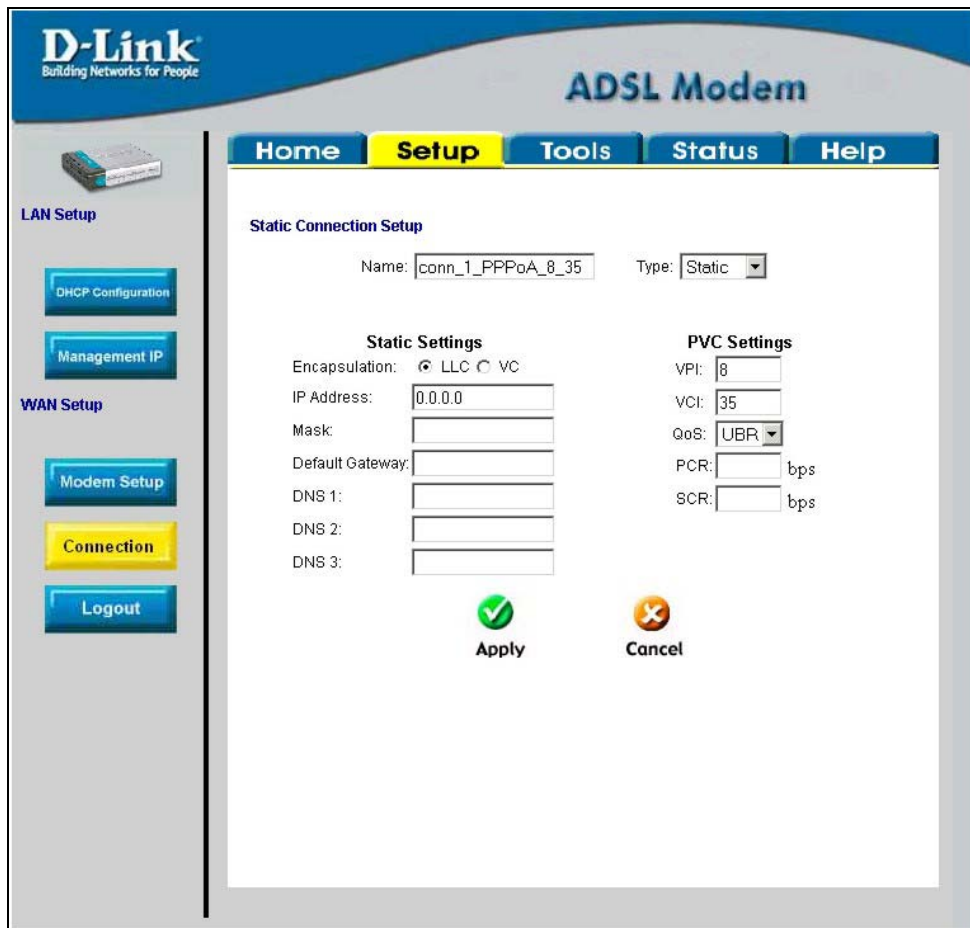 D-Link
Building Networks for People
ADSL Modem
Home Setup Tools Status Help
LAN Setup
DHCP Configuration
Management IP
WAN Setup
Modem Setup
Connection
Logout
Static Connection Setup
Name: conn_1_PPPoA_8_35 Type: Static
Static Settings
Encapsulation: LLC VC
IP Address: 0.0.0.0
Mask:
Default Gateway:
DNS 1:
DNS 2:
DNS 3:
PVC Settings
VPI: 8
VCI: 35
QoS: UBR
PCR: bps
SCR: bps
Apply Cancel